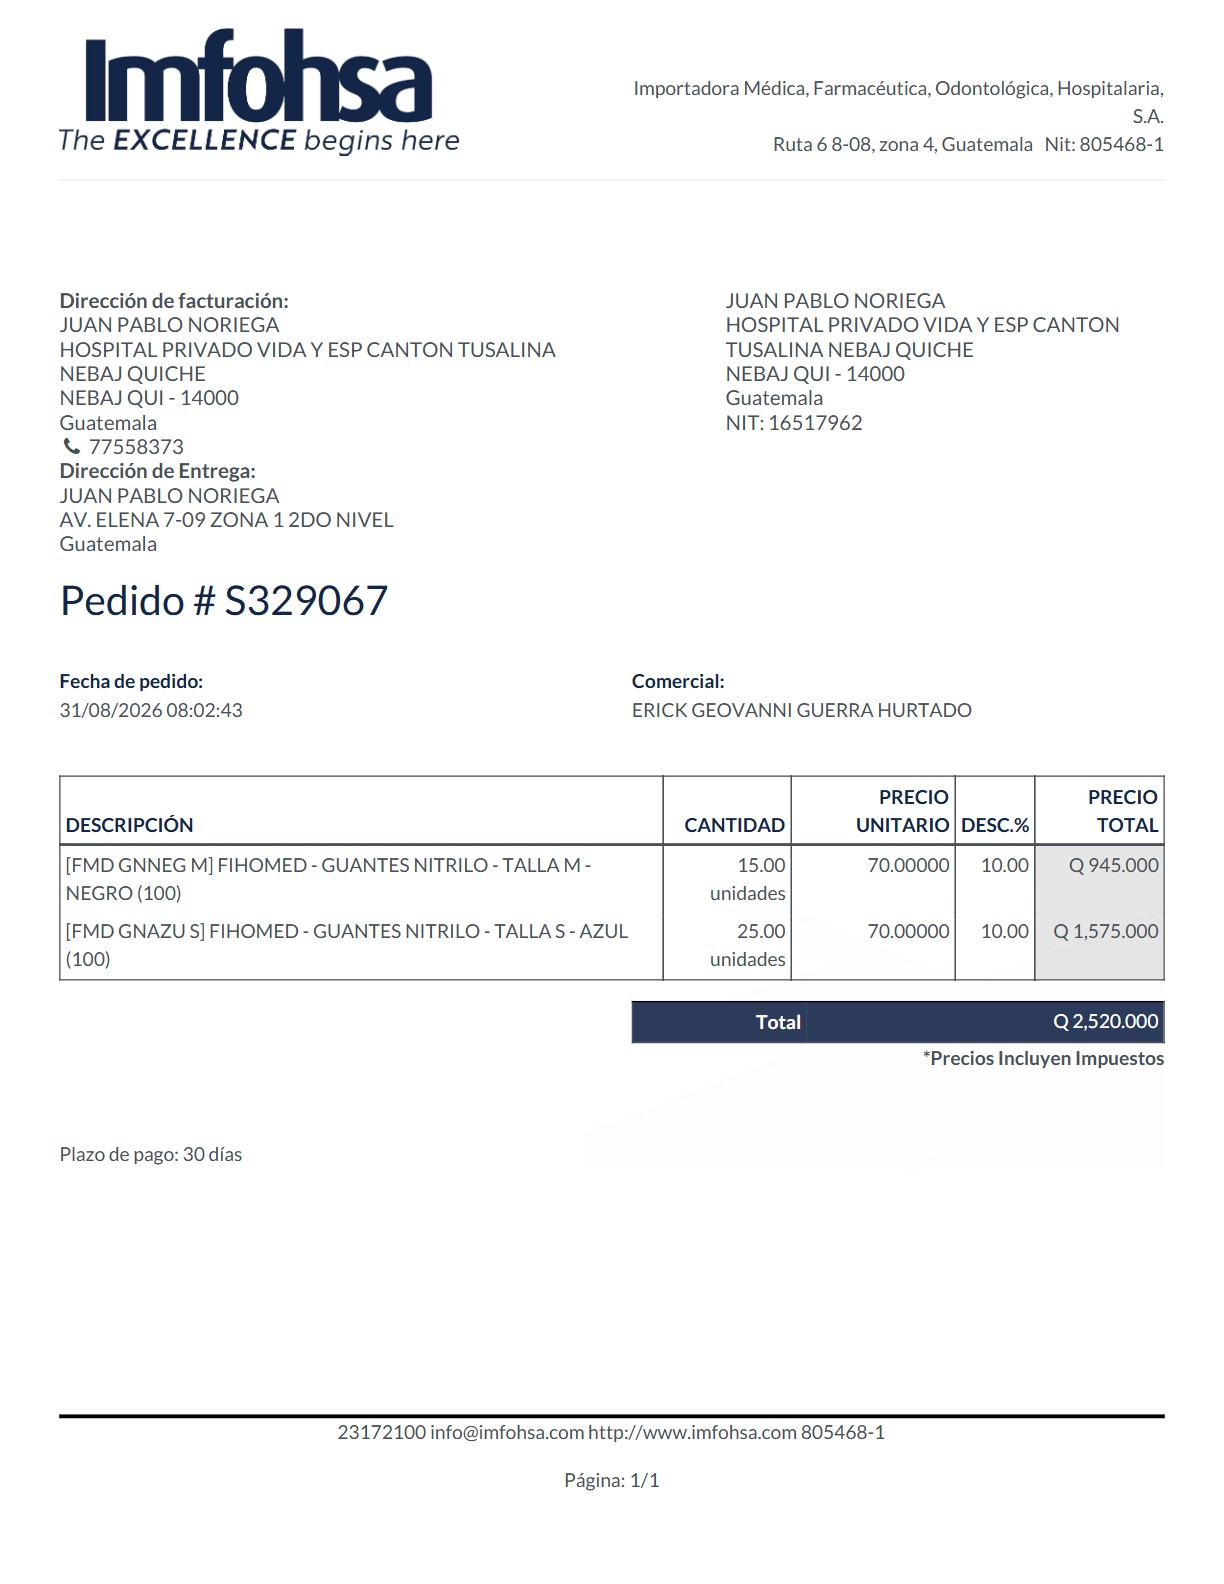 Imfohsa
The EXCELLENCE begins here
Importadora Médica, Farmacéutica, Odontológica, Hospitalaria,
S.A.
Ruta 6 8-08, zona 4, Guatemala   Nit: 805468-1
Dirección de facturación:
JUAN PABLO NORIEGA
HOSPITAL PRIVADO VIDA Y ESP CANTON TUSALINA
NEBAJ QUICHE
NEBAJ QUI - 14000
Guatemala
77558373
Dirección de Entrega:
JUAN PABLO NORIEGA
AV. ELENA 7-09 ZONA 1 2DO NIVEL
Guatemala
JUAN PABLO NORIEGA
HOSPITAL PRIVADO VIDA Y ESP CANTON
TUSALINA NEBAJ QUICHE
NEBAJ QUI - 14000
Guatemala
NIT: 16517962
Pedido # S329067
Fecha de pedido:
31/08/2026 08:02:43
Comercial:
ERICK GEOVANNI GUERRA HURTADO
DESCRIPCIÓN CANTIDAD PRECIO UNITARIO DESC.% PRECIO TOTAL
[FMD GNNEG M] FIHOMED - GUANTES NITRILO - TALLA M - 15.00 70.00000 10.00 Q 945.000
NEGRO (100) unidades
[FMD GNAZU S] FIHOMED - GUANTES NITRILO - TALLA S - AZUL 25.00 70.00000 10.00 Q 1,575.000
(100) unidades
Total Q 2,520.000
*Precios Incluyen Impuestos
Plazo de pago: 30 días
23172100 info@imfohsa.com http://www.imfohsa.com 805468-1
Página: 1/1